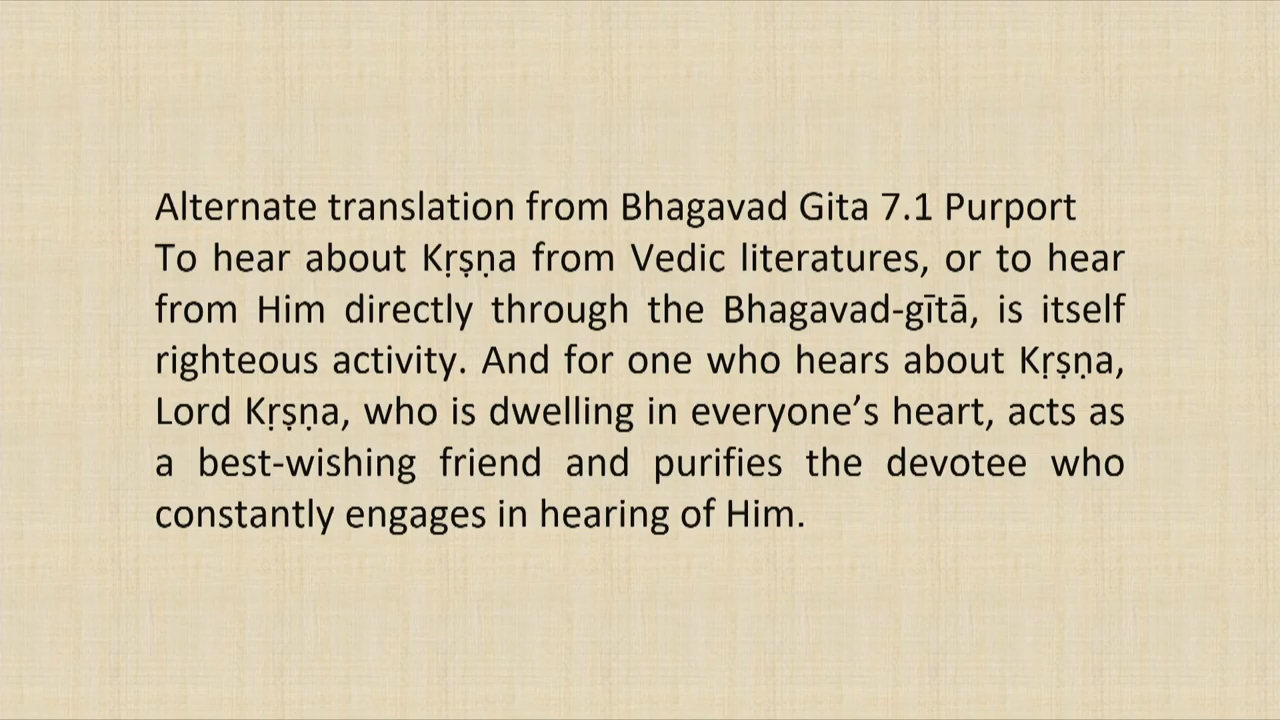 Alternate translation from Bhagavad Gita 7.1 Purport
To hear about Kṛṣṇa from Vedic literatures, or to hear
from Him directly through the Bhagavad-gītā, is itself
righteous activity. And for one who hears about Kṛṣṇa,
Lord Kṛṣṇa, who is dwelling in everyone’s heart, acts as
a best-wishing friend and purifies the devotee who
constantly engages in hearing of Him.